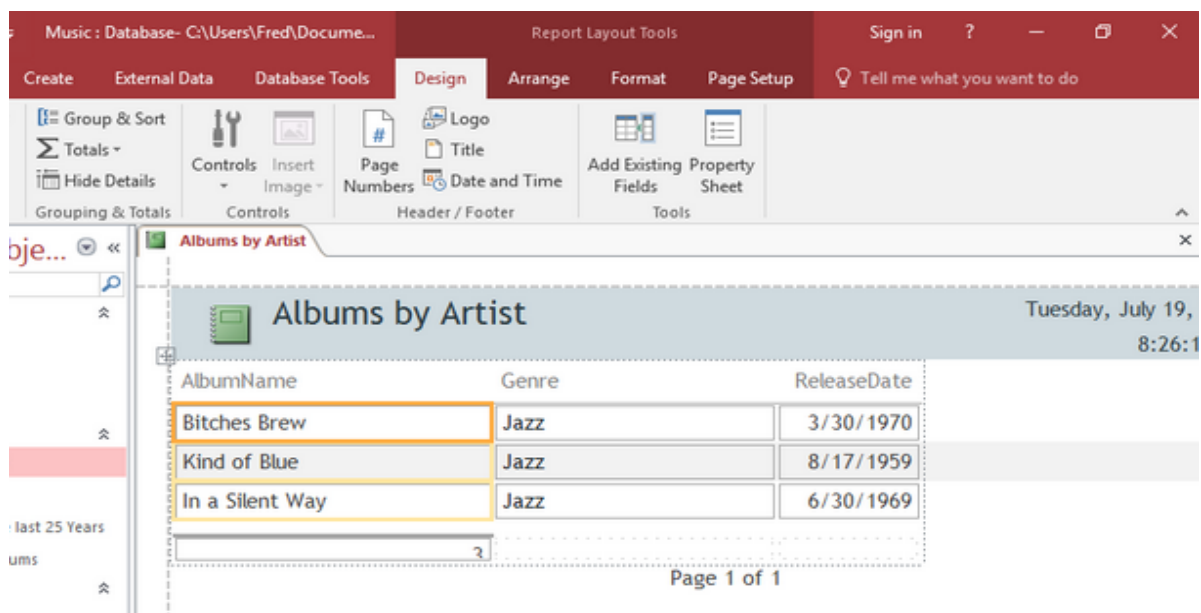 Music : Database- C:\Users\Fred\Docume... Report Layout Tools Sign in ?
Create External Data Database Tools Design Arrange Format Page Setup Tell me what you want to do
Group & Sort
Totals
Hide Details
Grouping & Totals
Controls
Insert Image
Controls
Page Numbers
Logo
Title
Date and Time
Header / Footer
Add Existing Fields
Property Sheet
Tools
bje... «
Albums by Artist
Albums by Artist
Tuesday, July 19,
8:26:1
AlbumName Genre ReleaseDate
Bitches Brew Jazz 3/30/1970
Kind of Blue Jazz 8/17/1959
In a Silent Way Jazz 6/30/1969
3
Page 1 of 1
last 25 Years
ums